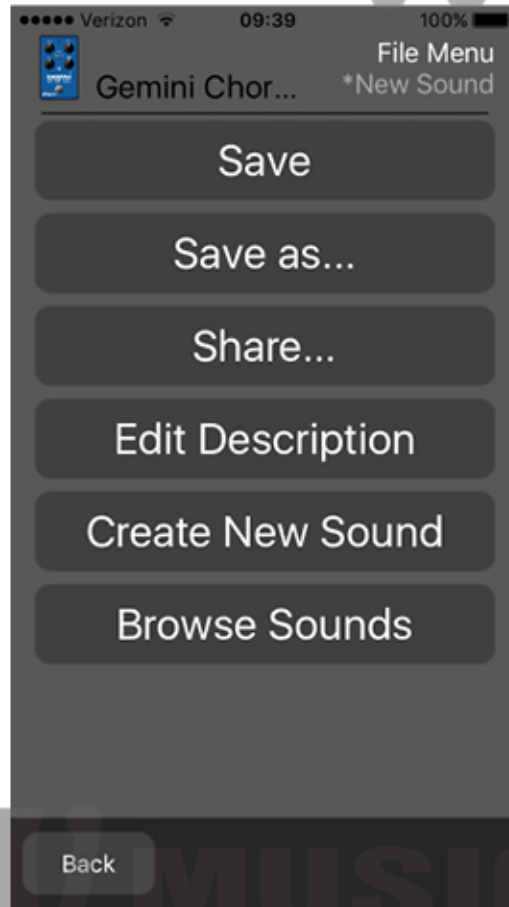 Verizon 09:39 100%
File Menu
Gemini Chor... *New Sound
Save
Save as...
Share...
Edit Description
Create New Sound
Browse Sounds
Back
MUSIC